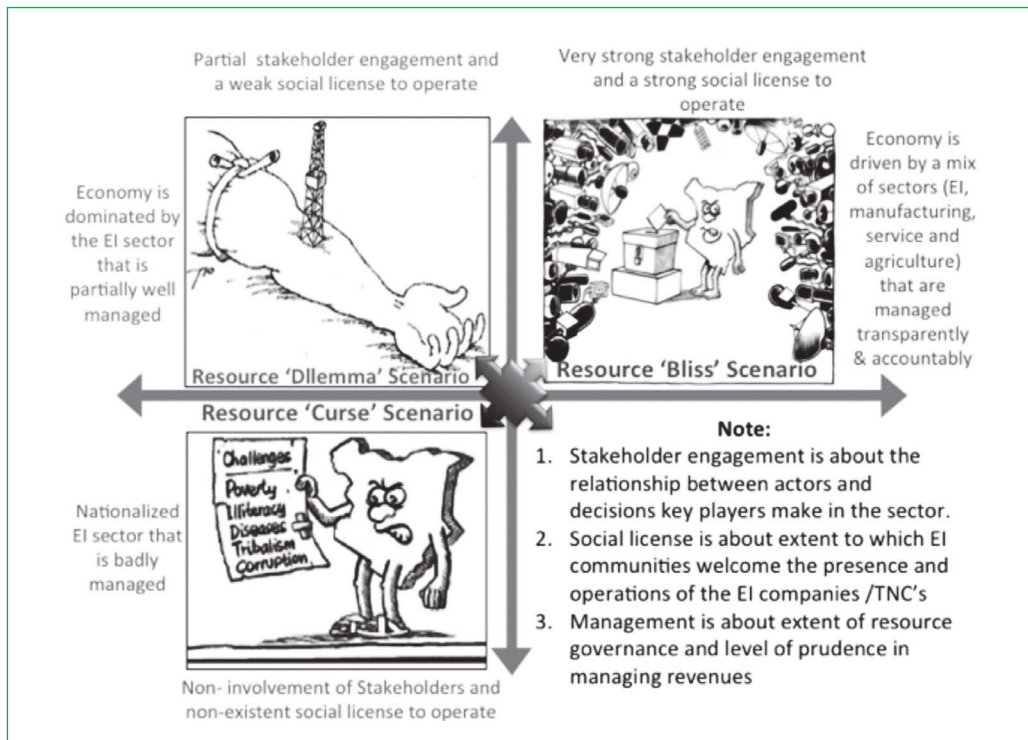 Partial stakeholder engagement and
a weak social license to operate
Very strong stakeholder engagement
and a strong social license to
operate
Economy is
dominated by
the EI sector
that is
partially well
managed
Resource ‘DIlemma’ Scenario
Resource ‘Bliss’ Scenario
Economy is
driven by a mix
of sectors (EI,
manufacturing,
service and
agriculture)
that are
managed
transparently
& accountably
Resource ‘Curse’ Scenario
Nationalized
EI sector that
is badly
managed
Challenges
Poverty
Illiteracy
Diseases
Tribalism
Corruption
Non- involvement of Stakeholders and
non-existent social license to operate
Note:
1. Stakeholder engagement is about the
relationship between actors and
decisions key players make in the sector.
2. Social license is about extent to which EI
communities welcome the presence and
operations of the EI companies /TNC’s
3. Management is about extent of resource
governance and level of prudence in
managing revenues